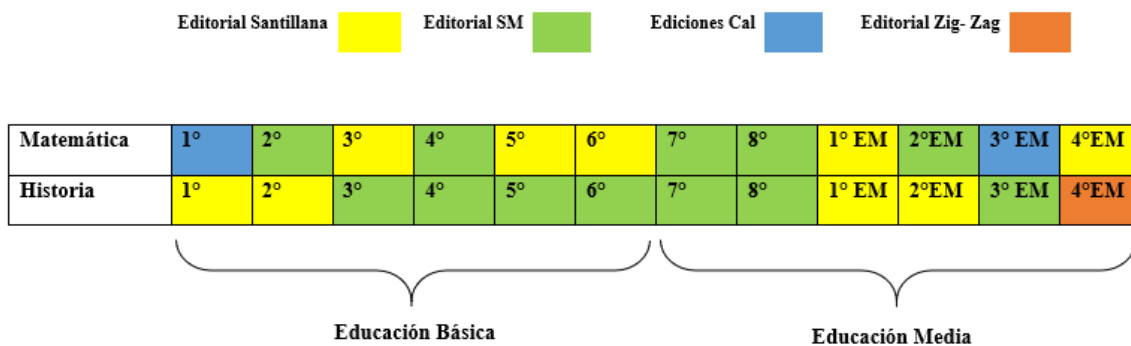 Editorial Santillana Editorial SM Ediciones Cal Editorial Zig- Zag
Matemática 1° 2° 3° 4° 5° 6° 7° 8° 1° EM 2°EM 3° EM 4°EM
Historia 1° 2° 3° 4° 5° 6° 7° 8° 1° EM 2°EM 3° EM 4°EM
Educación Básica Educación Media